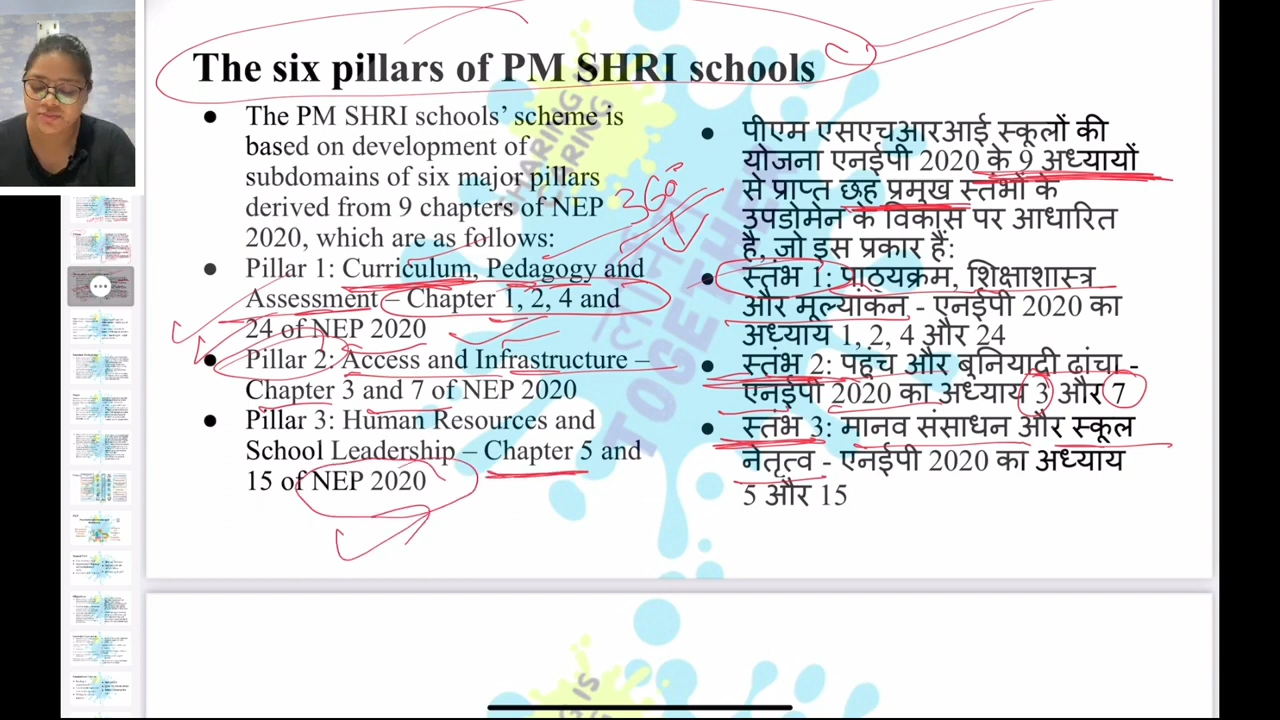 The six pillars of PM SHRI schools
● The PM SHRI schools’ scheme is
based on development of
subdomains of six major pillars
derived from 9 chapters of NEP
2020, which are as follows:
● Pillar 1: Curriculum, Pedagogy and
Assessment – Chapter 1, 2, 4 and
24 of NEP 2020
● Pillar 2: Access and Infrastructure –
Chapter 3 and 7 of NEP 2020
● Pillar 3: Human Resources and
School Leadership – Chapter 5 and
15 of NEP 2020
360°
● पीएम एसएचआरआई स्कूलों की
योजना एनईपी 2020 के 9 अध्यायों
से प्राप्त छह प्रमुख स्तंभों के
उपडोमेन के विकास पर आधारित
है, जो इस प्रकार हैं:
● स्तंभ 1: पाठ्यक्रम, शिक्षाशास्त्र
और मूल्यांकन - एनईपी 2020 का
अध्याय 1, 2, 4 और 24
● स्तंभ 2: पहुंच और बुनियादी ढांचा -
एनईपी 2020 का अध्याय 3 और 7
● स्तंभ 3: मानव संसाधन और स्कूल
नेतृत्व - एनईपी 2020 का अध्याय
5 और 15